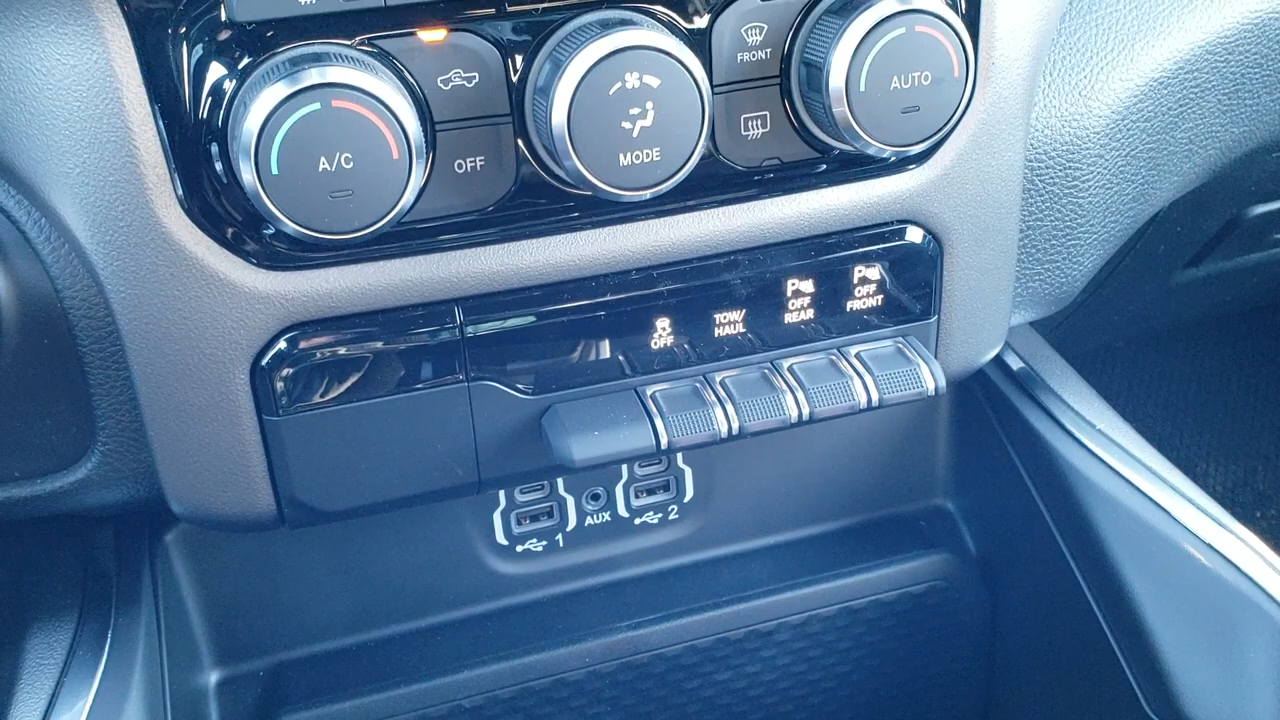 FRONT
AUTO
A/C
OFF
MODE
OFF
TOW/
HAUL
P
OFF
REAR
P
OFF
FRONT
AUX
1
2